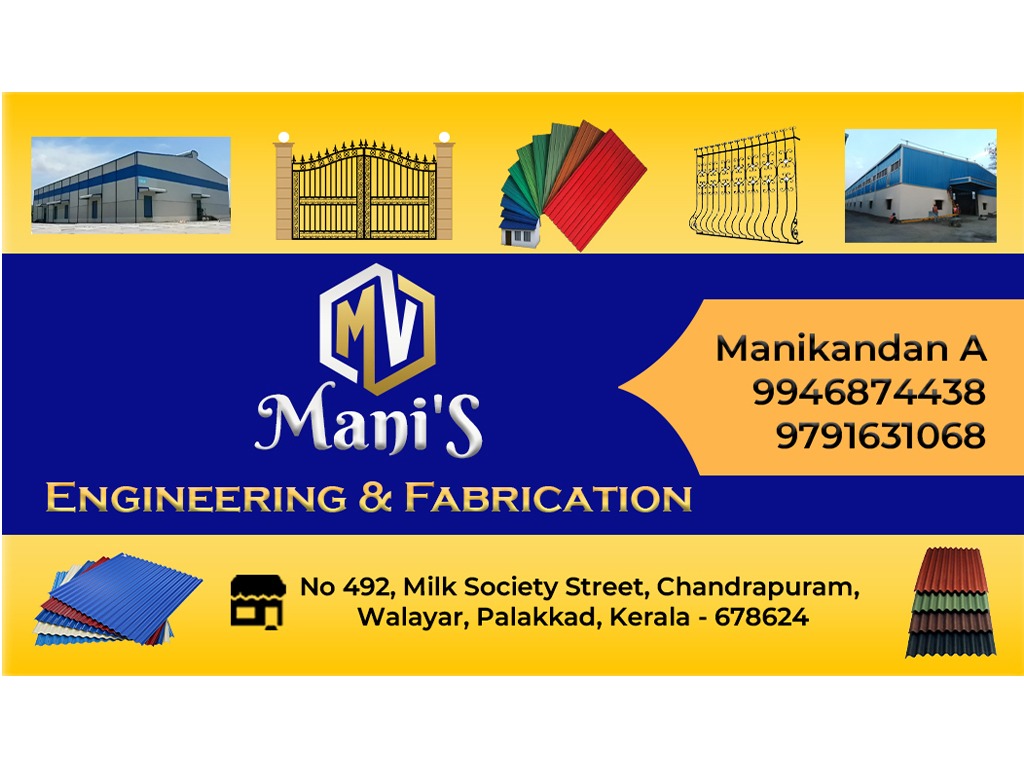 MV
Mani'S
ENGINEERING & FABRICATION
Manikandan A
9946874438
9791631068
No 492, Milk Society Street, Chandrapuram,
Walayar, Palakkad, Kerala - 678624